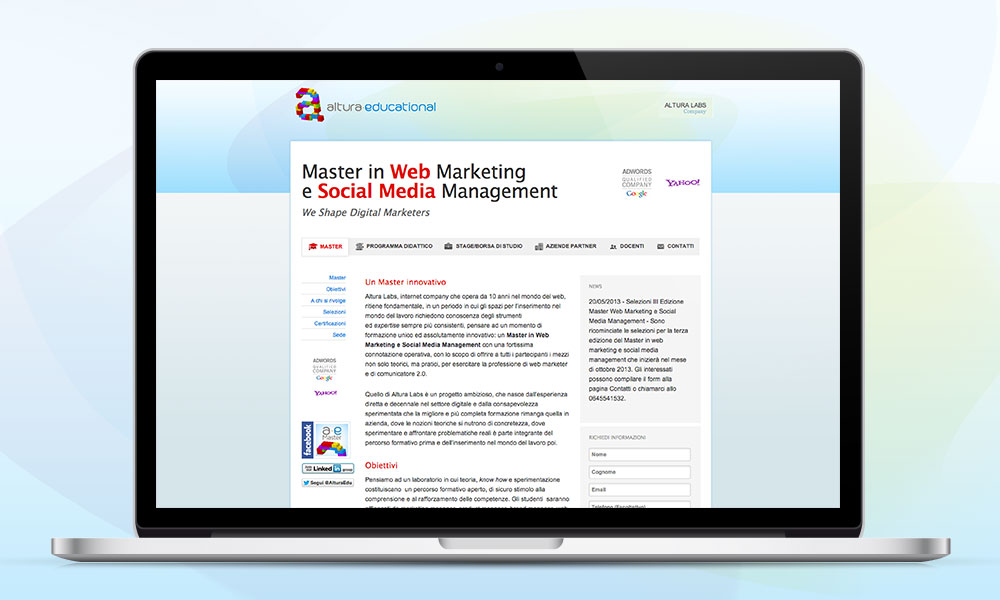 altura educational
ALTURA LABS
Company
Master in Web Marketing
e Social Media Management
We Shape Digital Marketers
ADWORDS
QUALIFIED
COMPANY
Google
YAHOO!
MASTER
PROGRAMMA DIDATTICO
STAGE/BORSA DI STUDIO
AZIENDE PARTNER
DOCENTI
CONTATTI
Master
Obiettivi
A chi si rivolge
Selezioni
Certificazioni
Sede
ADWORDS
QUALIFIED
COMPANY
Google
YAHOO!
facebook
a e
Master
Linked in group
Segui @AlturaEdu
Un Master innovativo
Altura Labs, internet company che opera da 10 anni nel mondo del web,
ritiene fondamentale, in un periodo in cui gli spazi per l'inserimento nel
mondo del lavoro richiedono conoscenza degli strumenti
ed expertise sempre più consistenti, pensare ad un momento di
formazione unico ed assolutamente innovativo: un Master in Web
Marketing e Social Media Management con una fortissima
connotazione operativa, con lo scopo di offrire a tutti i partecipanti i mezzi
non solo teorici, ma pratici, per esercitare la professione di web marketer
e di comunicatore 2.0.
Quello di Altura Labs è un progetto ambizioso, che nasce dall'esperienza
diretta e decennale nel settore digitale e dalla consapevolezza
sperimentata che la migliore e più completa formazione rimanga quella in
azienda, dove le nozioni teoriche si nutrono di concretezza, dove
sperimentare e affrontare problematiche reali è parte integrante del
percorso formativo prima e dell'inserimento nel mondo del lavoro poi.
Obiettivi
Pensiamo ad un laboratorio in cui teoria, know how e sperimentazione
costituiscano un percorso formativo aperto, di sicuro stimolo alla
comprensione e al rafforzamento delle competenze. Gli studenti saranno
NEWS
20/05/2013 - Selezioni III Edizione
Master Web Marketing e Social
Media Management - Sono
ricominciate le selezioni per la terza
edizione del Master in web
marketing e social media
management che inizierà nel mese
di ottobre 2013. Gli interessati
possono compilare il form alla
pagina Contatti o chiamarci allo
0645541532.
RICHIEDI INFORMAZIONI
Nome
Cognome
Email
Telefono (Facoltativo)